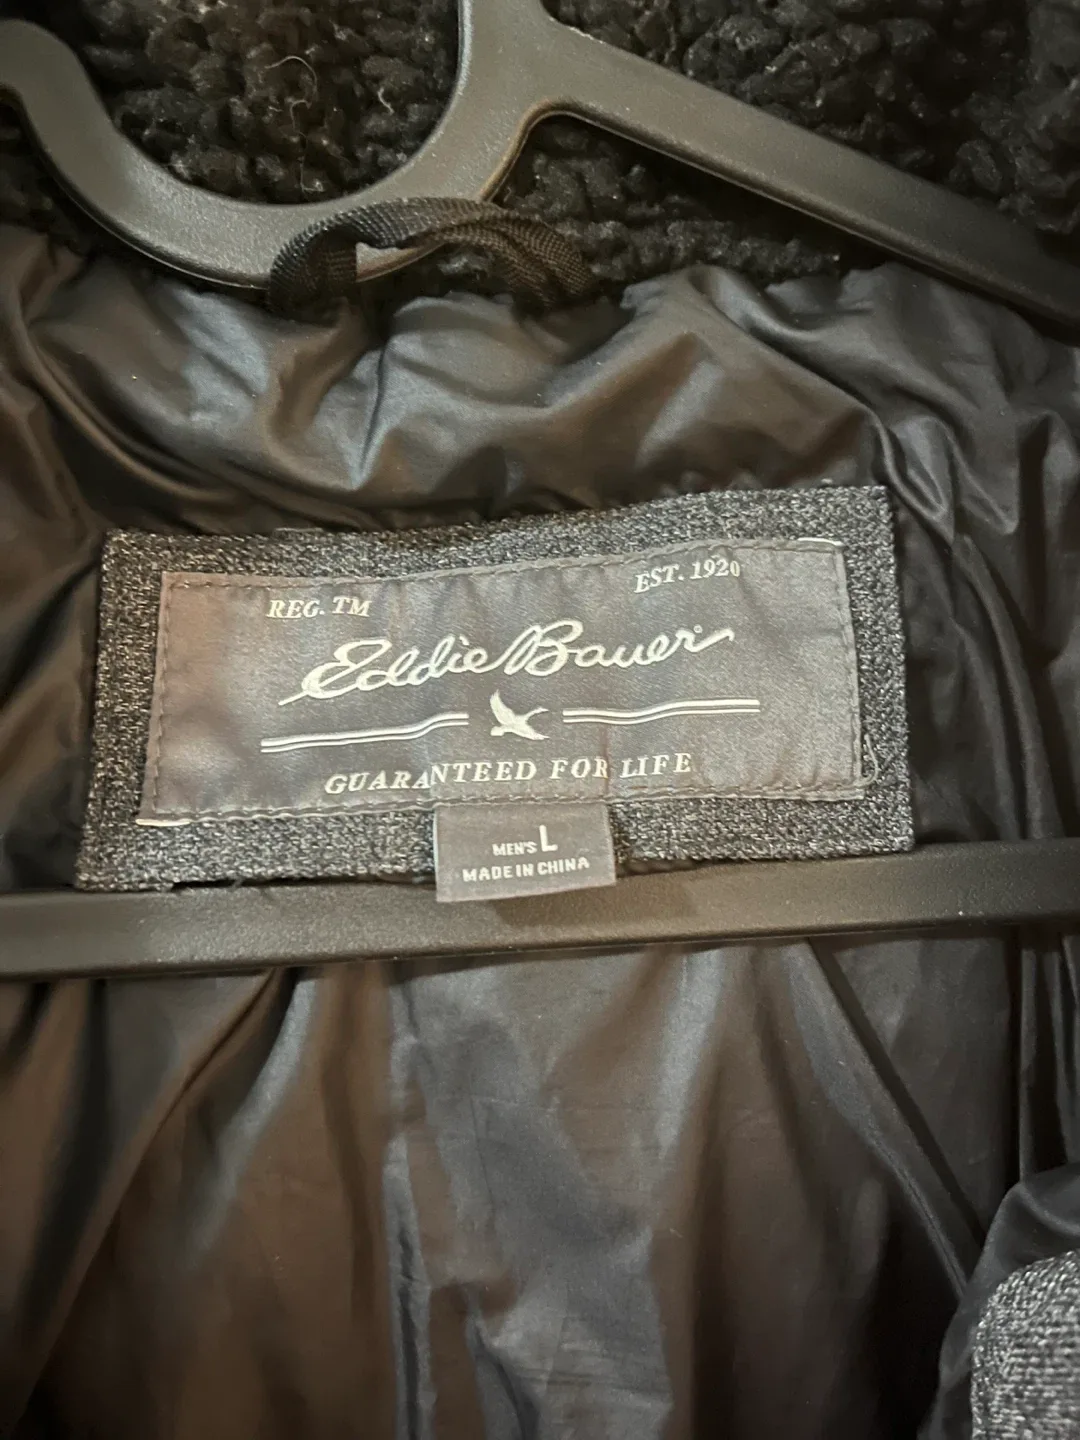 REG. TM
EST. 1920
Eddie Bauer
GUARANTEED FOR LIFE
MEN'S L
MADE IN CHINA